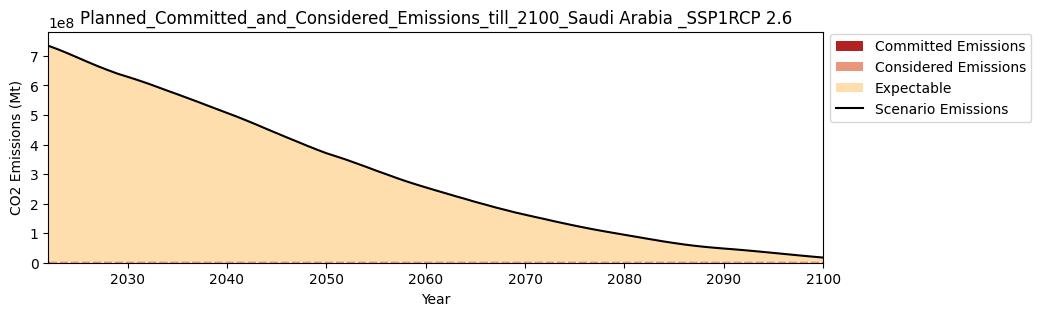 Planned_Committed_and_Considered_Emissions_till_2100_Saudi Arabia _SSP1RCP 2.6
1e8
7
6
5
4
3
2
1
0
CO2 Emissions (Mt)
2030 2040 2050 2060 2070 2080 2090 2100
Year
Committed Emissions
Considered Emissions
Expectable
Scenario Emissions